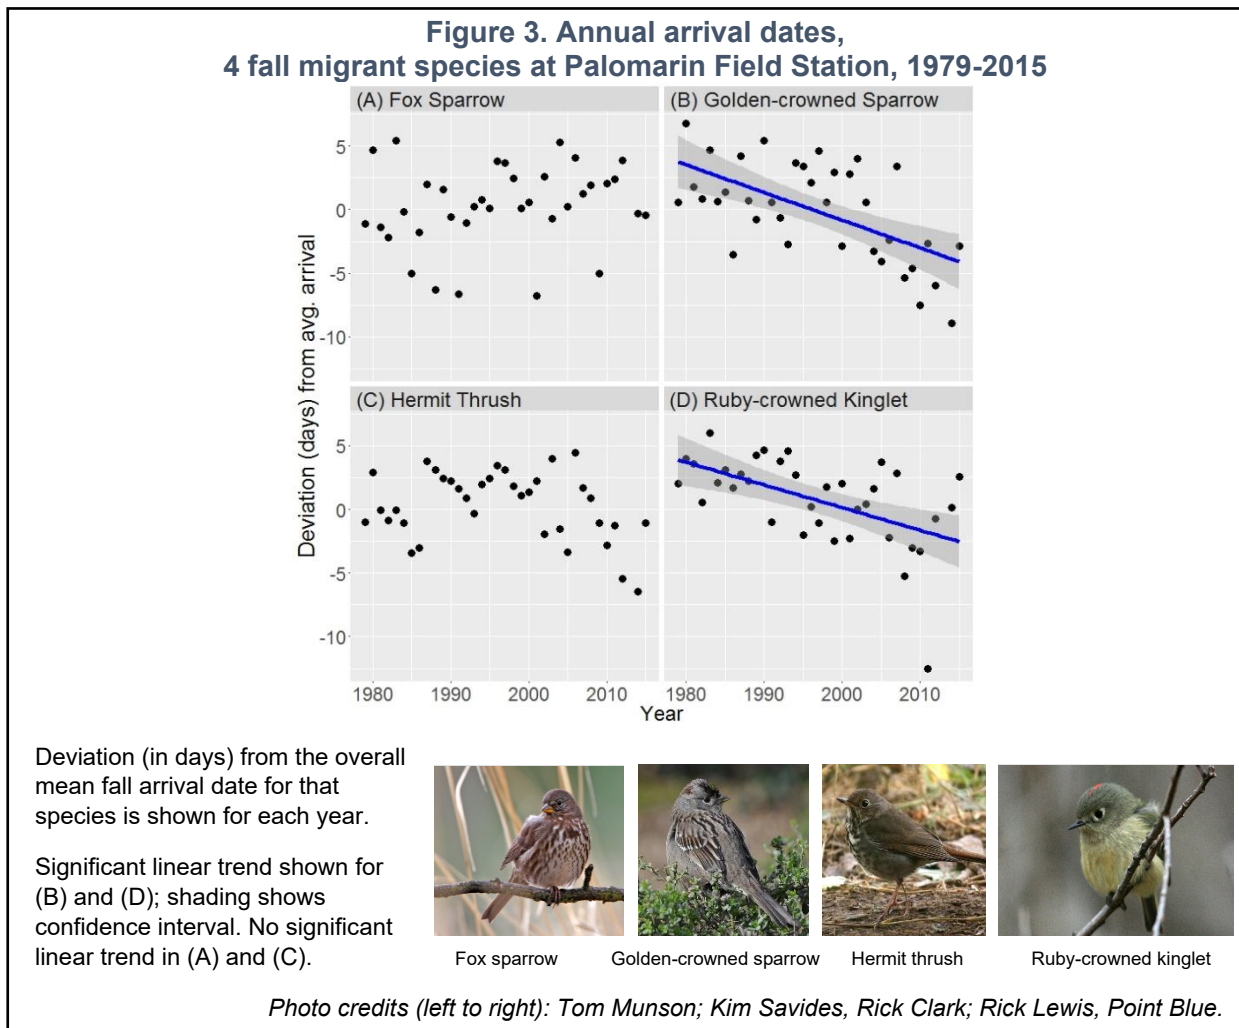 Figure 3. Annual arrival dates,
4 fall migrant species at Palomarin Field Station, 1979-2015
(A) Fox Sparrow
(B) Golden-crowned Sparrow
5
0
-5
-10
(C) Hermit Thrush
(D) Ruby-crowned Kinglet
5
0
-5
-10
Deviation (days) from avg. arrival
1980 1990 2000 2010
1980 1990 2000 2010
Year
Deviation (in days) from the overall
mean fall arrival date for that
species is shown for each year.
Significant linear trend shown for
(B) and (D); shading shows
confidence interval. No significant
linear trend in (A) and (C).
Fox sparrow
Golden-crowned sparrow
Hermit thrush
Ruby-crowned kinglet
Photo credits (left to right): Tom Munson; Kim Savides, Rick Clark; Rick Lewis, Point Blue.